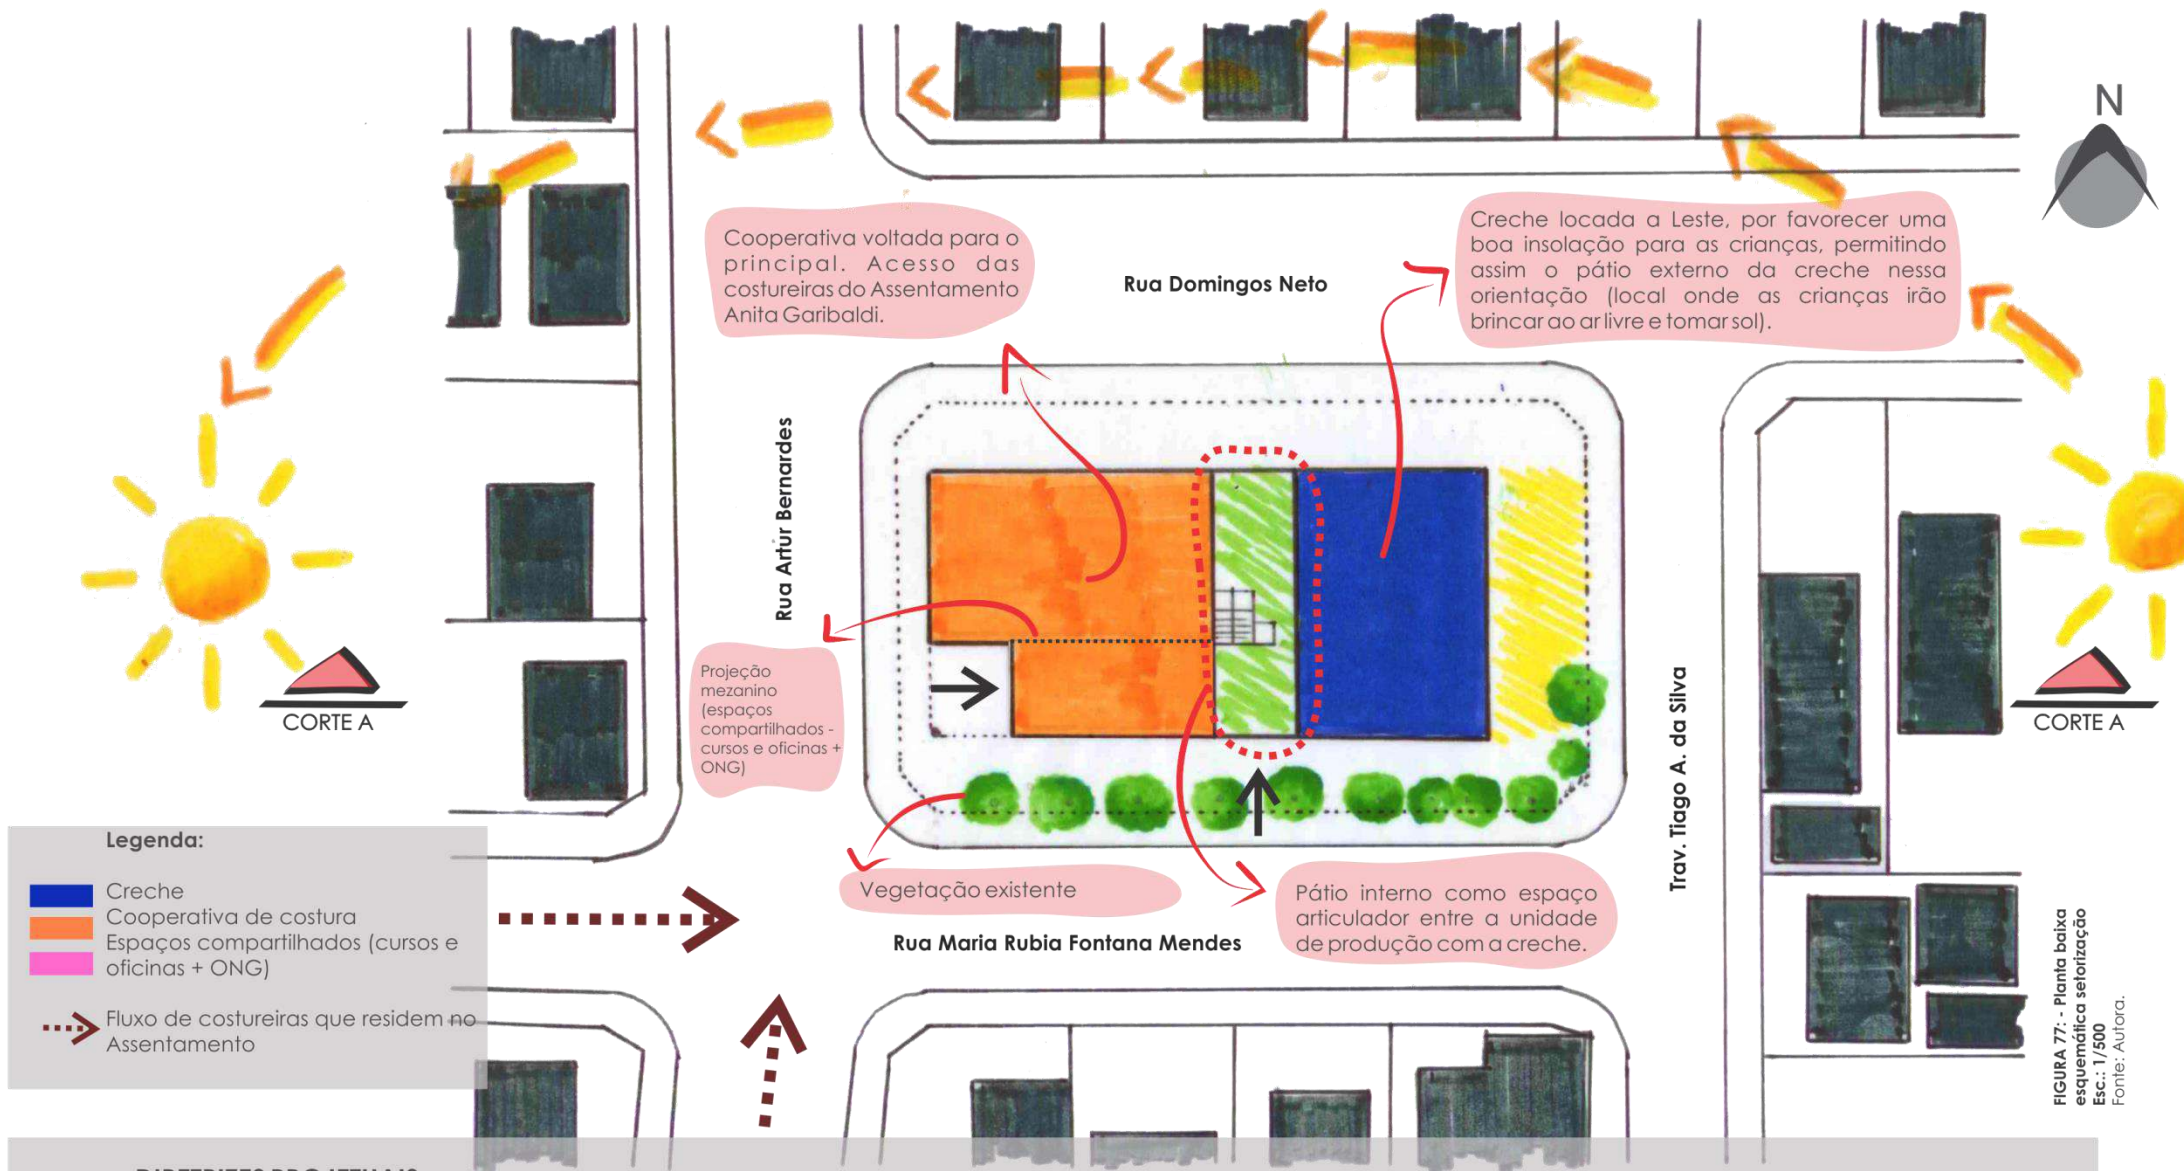 N
Cooperativa voltada para o
principal. Acesso das
costureiras do Assentamento
Anita Garibaldi.
Rua Domingos Neto
Creche locada a Leste, por favorecer uma
boa insolação para as crianças, permitindo
assim o pátio externo da creche nessa
orientação (local onde as crianças irão
brincar ao ar livre e tomar sol).
Rua Artur Bernardes
Projeção
mezanino
(espaços
compartilhados -
cursos e oficinas +
ONG)
CORTE A
CORTE A
Trav. Tiago A. da Silva
Vegetação existente
Pátio interno como espaço
articulador entre a unidade
de produção com a creche.
Rua Maria Rubia Fontana Mendes
Legenda:
Creche
Cooperativa de costura
Espaços compartilhados (cursos e
oficinas + ONG)
Fluxo de costureiras que residem no
Assentamento
FIGURA 77: - Planta baixa
esquemática setorização
Esc.: 1/500
Fonte: Autora.